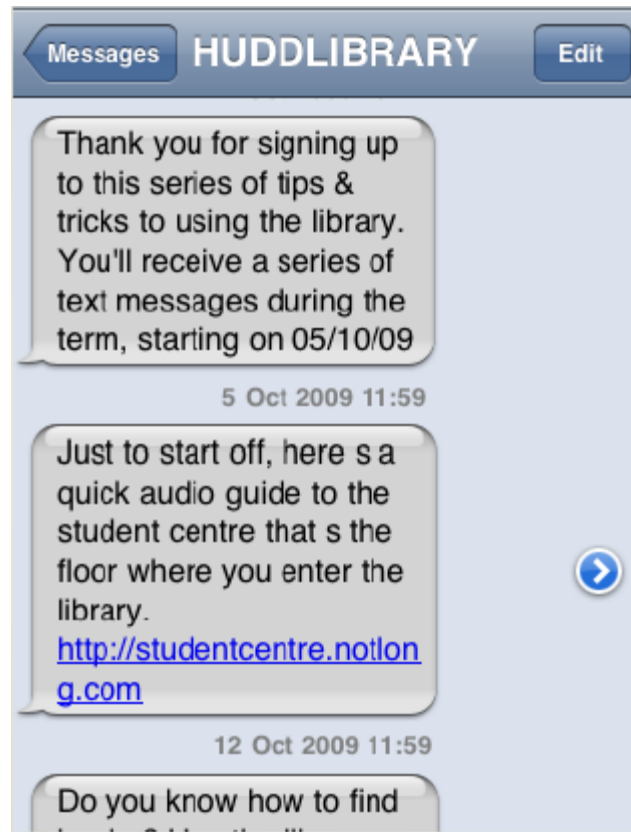 Messages
HUDDLIBRARY
Edit
Thank you for signing up
to this series of tips &
tricks to using the library.
You'll receive a series of
text messages during the
term, starting on 05/10/09
5 Oct 2009 11:59
Just to start off, here s a
quick audio guide to the
student centre that s the
floor where you enter the
library.
http://studentcentre.notlon
g.com
12 Oct 2009 11:59
Do you know how to find